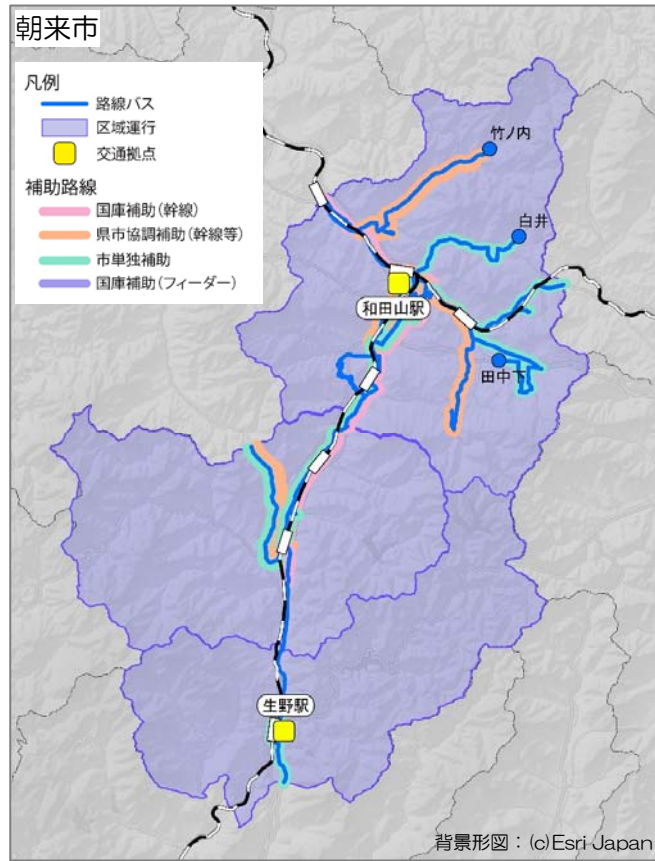 朝来市
凡例
路線バス
区域運行
交通拠点
補助路線
国庫補助(幹線)
県市協調補助(幹線等)
市単独補助
国庫補助(フィーダー)
竹ノ内
白井
和田山駅
田中下
生野駅
背景形図：(c)Esri Japan